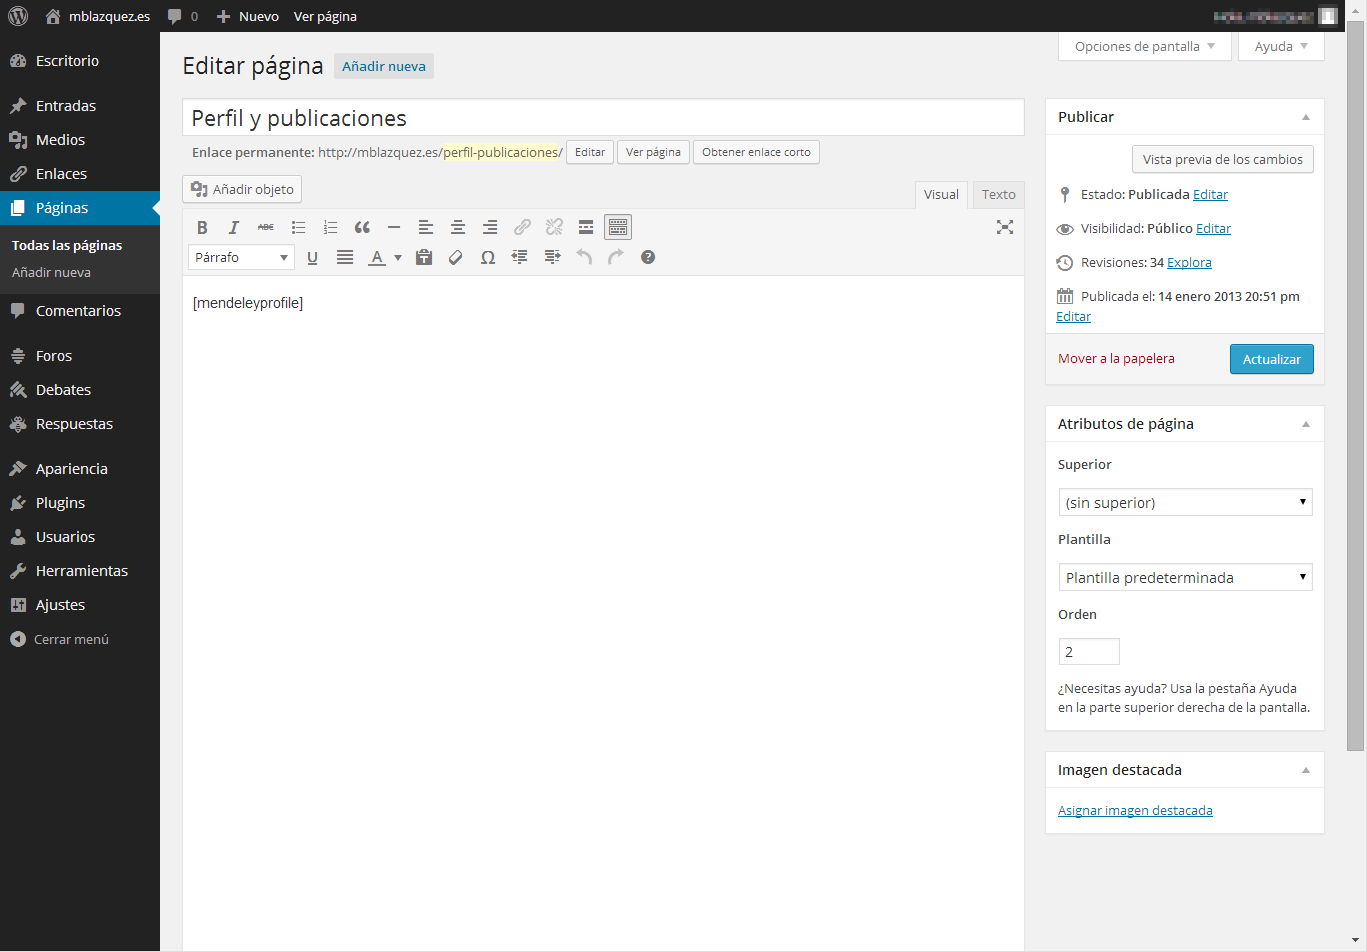 mblazquez.es 0 Nuevo Ver página
Opciones de pantalla Ayuda
Escritorio
Entradas
Medios
Enlaces
Páginas
Todas las páginas
Añadir nueva
Comentarios
Foros
Debates
Respuestas
Apariencia
Plugins
Usuarios
Herramientas
Ajustes
Cerrar menú
Editar página Añadir nueva
Perfil y publicaciones
Enlace permanente: http://mblazquez.es/perfil-publicaciones/ Editar Ver página Obtener enlace corto
Añadir objeto
Visual Texto
B I ABC
Párrafo U A Ω
[mendeleyprofile]
Publicar
Vista previa de los cambios
Estado: Publicada Editar
Visibilidad: Público Editar
Revisiones: 34 Explora
Publicada el: 14 enero 2013 20:51 pm
Editar
Mover a la papelera Actualizar
Atributos de página
Superior
(sin superior)
Plantilla
Plantilla predeterminada
Orden
2
¿Necesitas ayuda? Usa la pestaña Ayuda
en la parte superior derecha de la pantalla.
Imagen destacada
Asignar imagen destacada